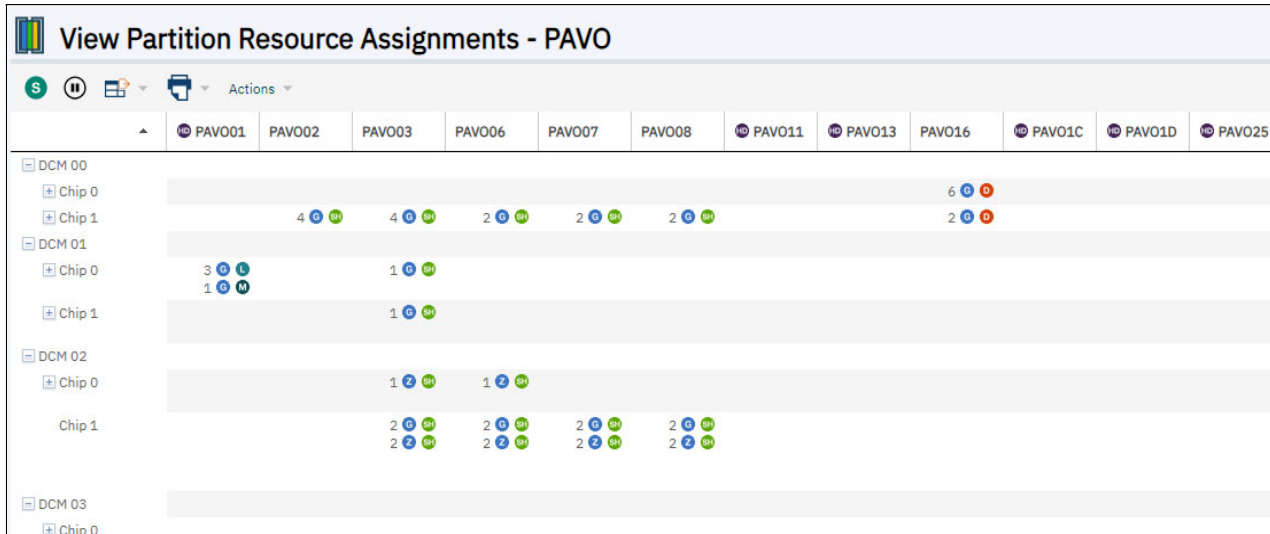 View Partition Resource Assignments - PAVO
S Actions
HD PAVO01 PAVO02 PAVO03 PAVO06 PAVO07 PAVO08 HD PAVO11 HD PAVO13 PAVO16 HD PAVO1C HD PAVO1D HD PAVO25
DCM 00
Chip 0 6 G D
Chip 1 4 G SH 4 G SH 2 G SH 2 G SH 2 G SH 2 G D
DCM 01
Chip 0 3 G L 1 G SH
1 G M
Chip 1 1 G SH
DCM 02
Chip 0 1 Z SH 1 Z SH
Chip 1 2 G SH 2 G SH 2 G SH 2 G SH
2 Z SH 2 Z SH 2 Z SH 2 Z SH
DCM 03
Chip 0